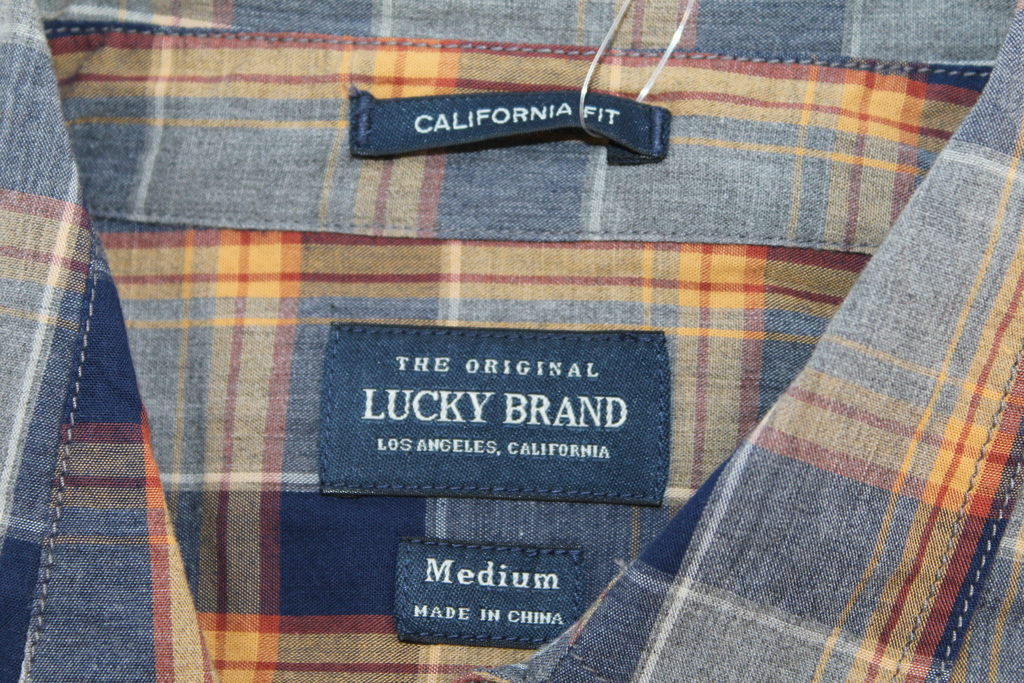 CALIFORNIA FIT
THE ORIGINAL
LUCKY BRAND
LOS ANGELES, CALIFORNIA
Medium
MADE IN CHINA